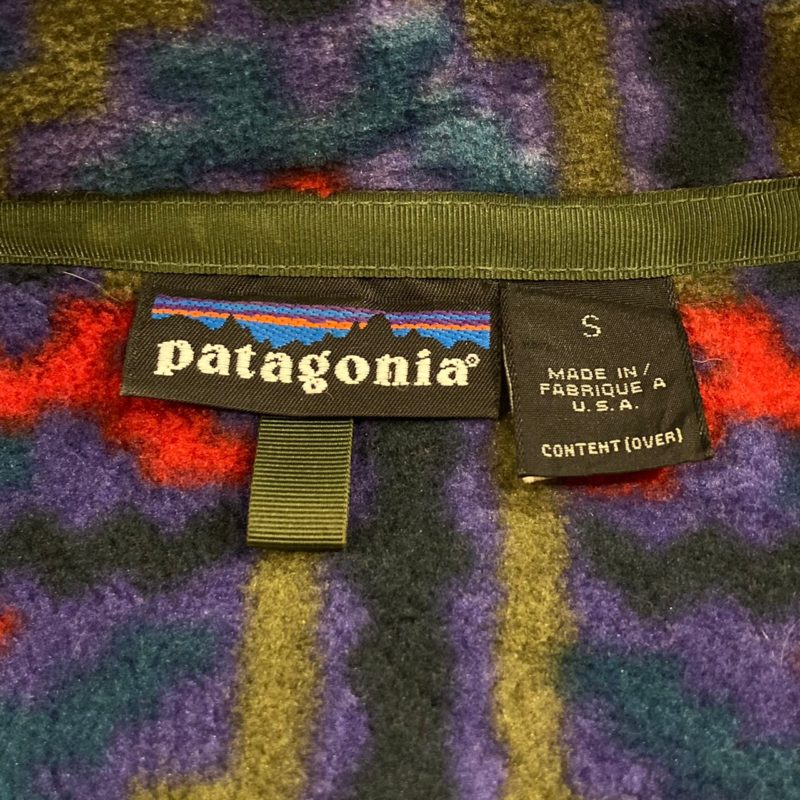 patagonia®
S
MADE IN/
FABRIQUE A
U.S.A.
CONTENT (OVER)